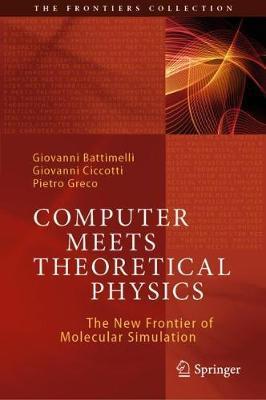 THE FRONTIERS COLLECTION
Giovanni Battimelli
Giovanni Ciccotti
Pietro Greco
COMPUTER
MEETS
THEORETICAL
PHYSICS
The New Frontier of
Molecular Simulation
Springer